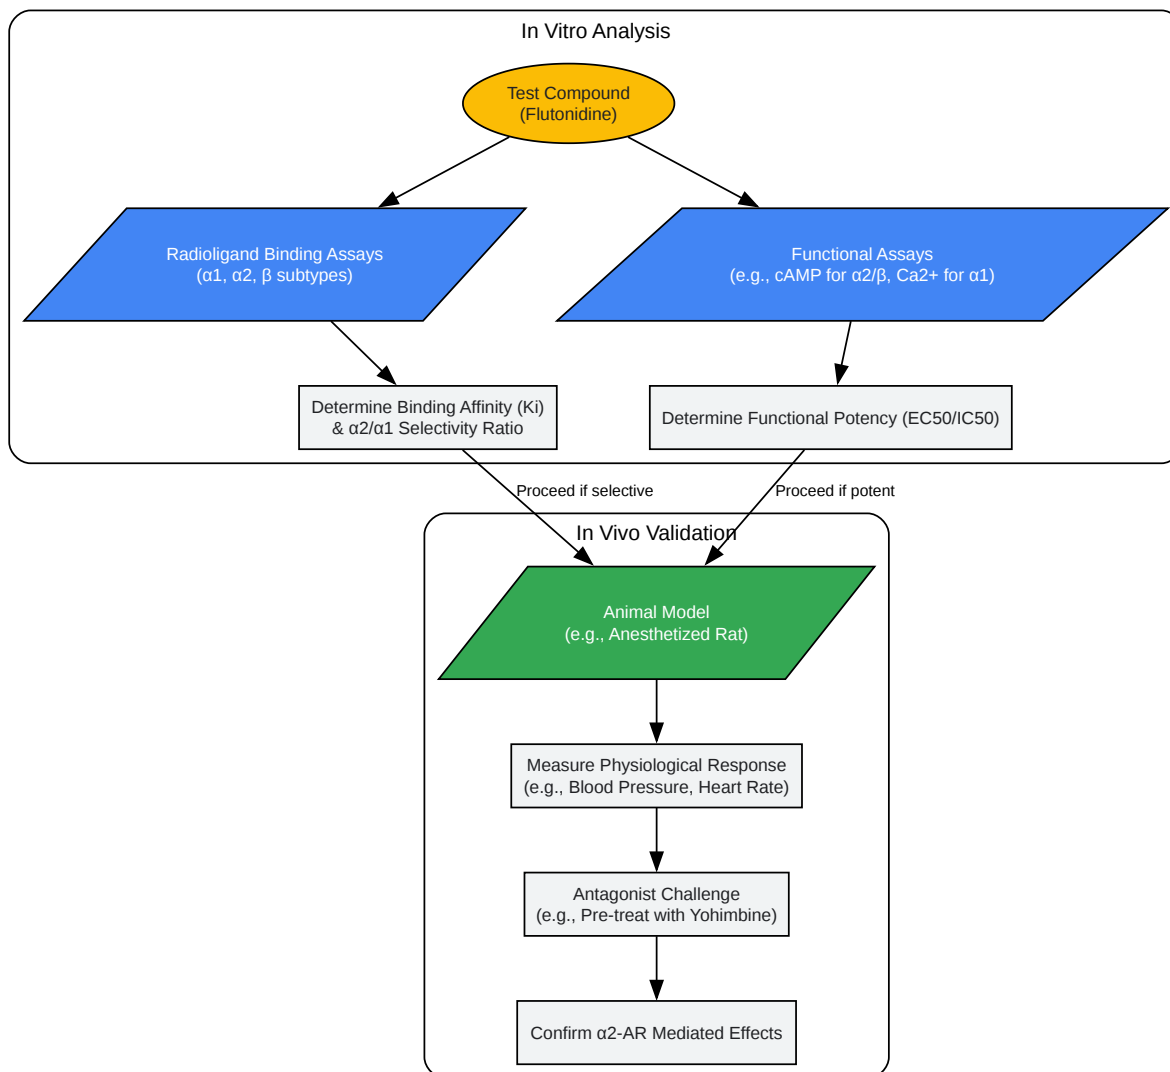 In Vitro Analysis
Test Compound
(Flutonidine)
Radioligand Binding Assays
(α1, α2, β subtypes)
Functional Assays
(e.g., cAMP for α2/β, Ca2+ for α1)
Determine Binding Affinity (Ki)
& α2/α1 Selectivity Ratio
Determine Functional Potency (EC50/IC50)
Proceed if selective
Proceed if potent
In Vivo Validation
Animal Model
(e.g., Anesthetized Rat)
Measure Physiological Response
(e.g., Blood Pressure, Heart Rate)
Antagonist Challenge
(e.g., Pre-treat with Yohimbine)
Confirm α2-AR Mediated Effects